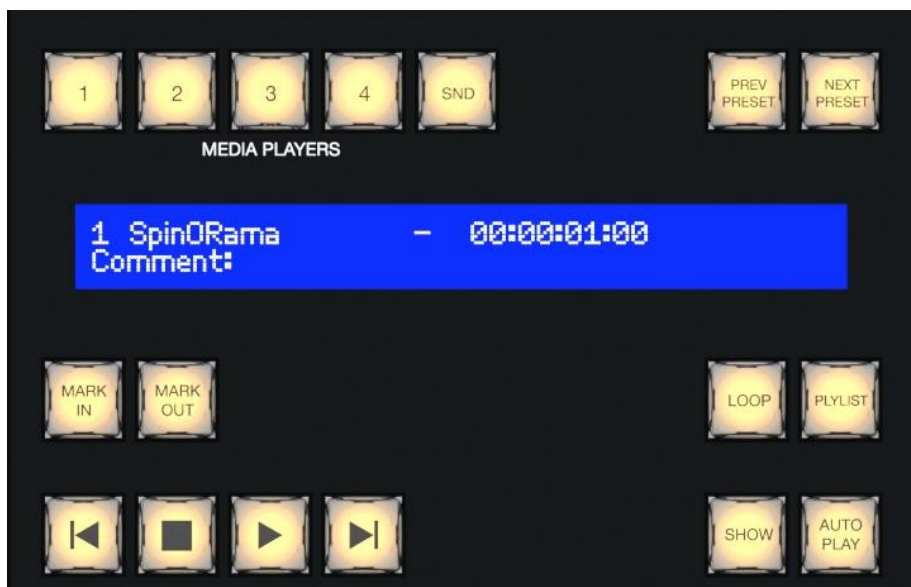 1 2 3 4 SND PREV PRESET NEXT PRESET
MEDIA PLAYERS
1 SpinORama - 00:00:01:00
Comment:
MARK IN MARK OUT LOOP PLYLIST
SHOW AUTO PLAY